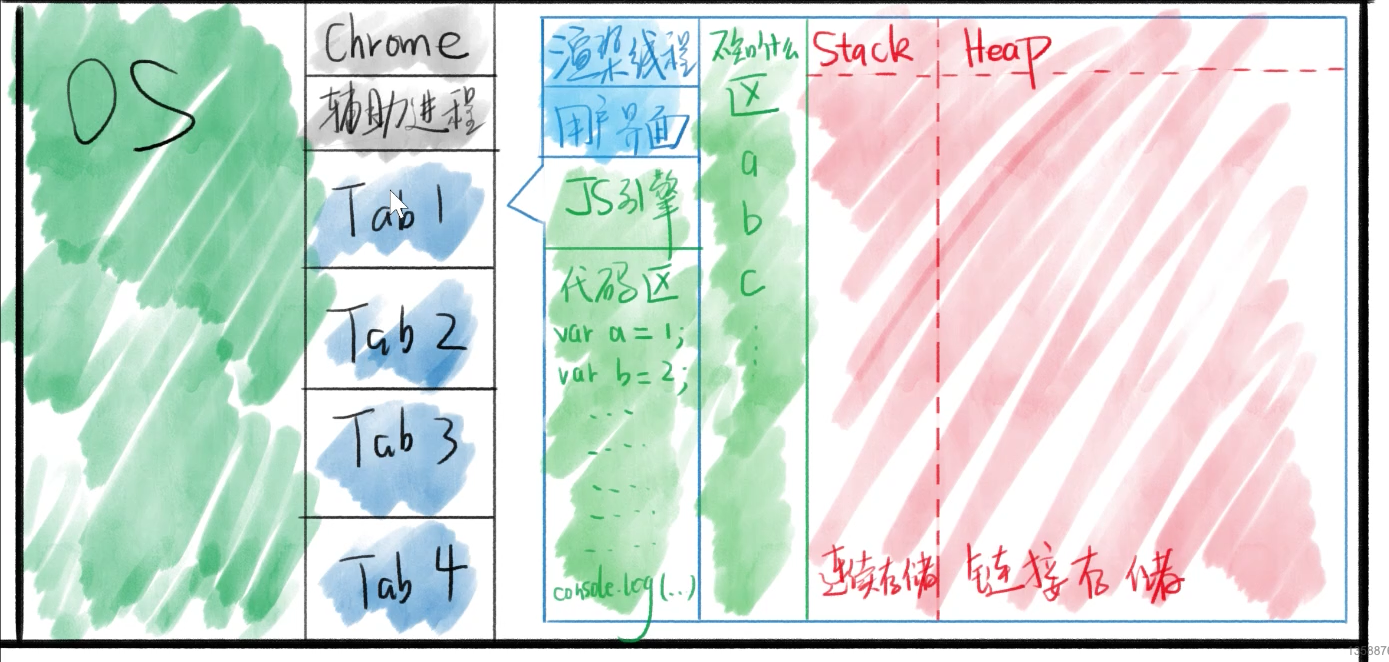 OS
Chrome
辅助进程
Tab 1
Tab 2
Tab 3
Tab 4
渲染线程
用户界面
JS引擎
代码区
var a = 1;
var b = 2;
console.log(..)
不知叫什么
区
a
b
c
Stack
Heap
连续存储
链接存储